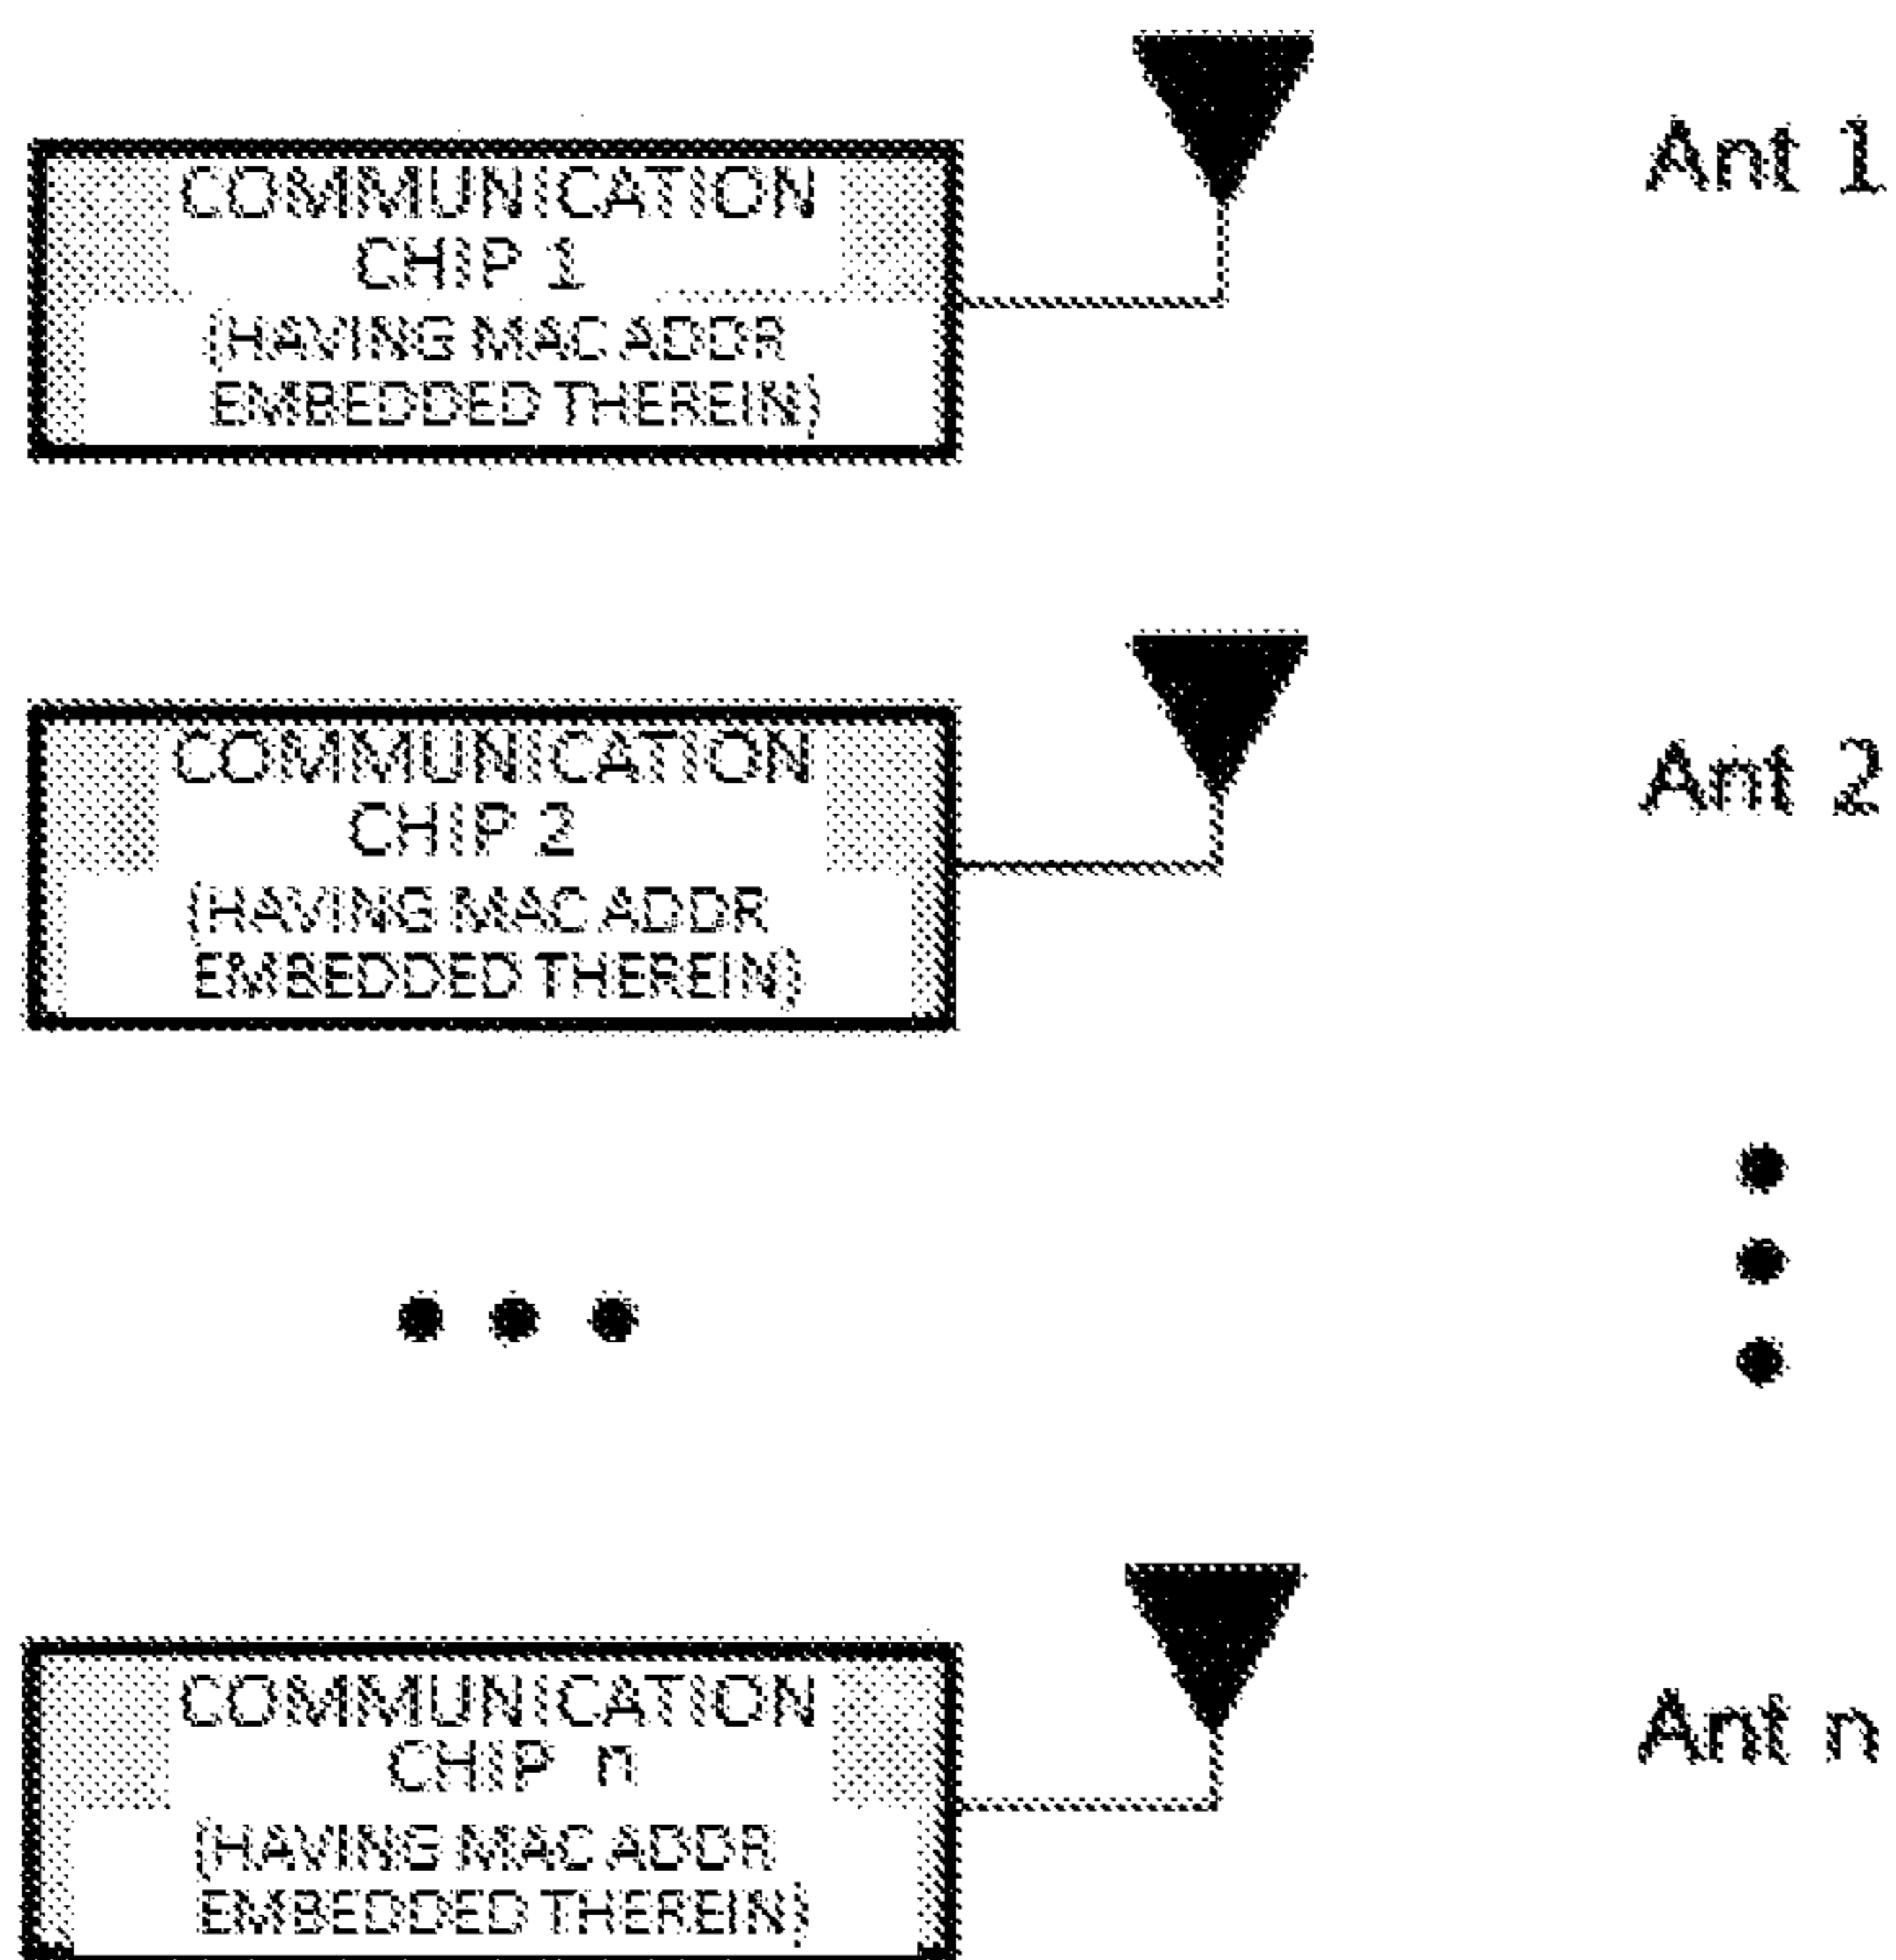 COMMUNICATION
CHIP 1
(HAVING MAC ADDR
EMBEDDED THEREIN)
Ant 1
COMMUNICATION
CHIP 2
(HAVING MAC ADDR
EMBEDDED THEREIN)
Ant 2
COMMUNICATION
CHIP n
(HAVING MAC ADDR
EMBEDDED THEREIN)
Ant n